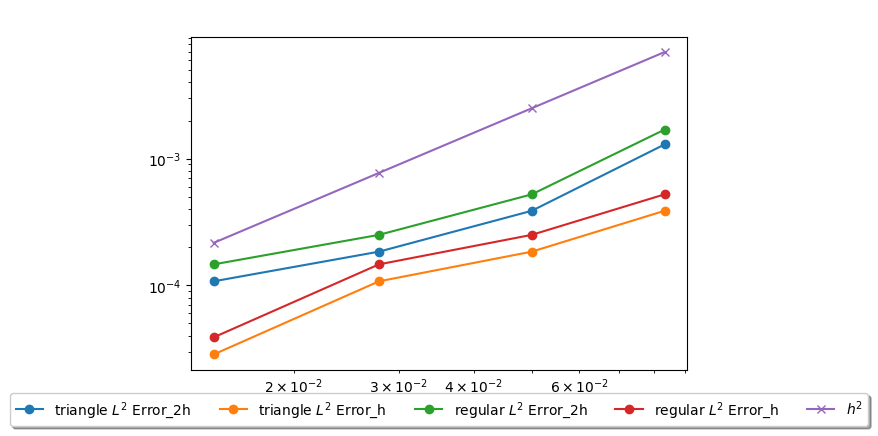 10⁻³
10⁻⁴
2 × 10⁻² 3 × 10⁻² 4 × 10⁻² 6 × 10⁻²
triangle L² Error_2h triangle L² Error_h regular L² Error_2h regular L² Error_h h²